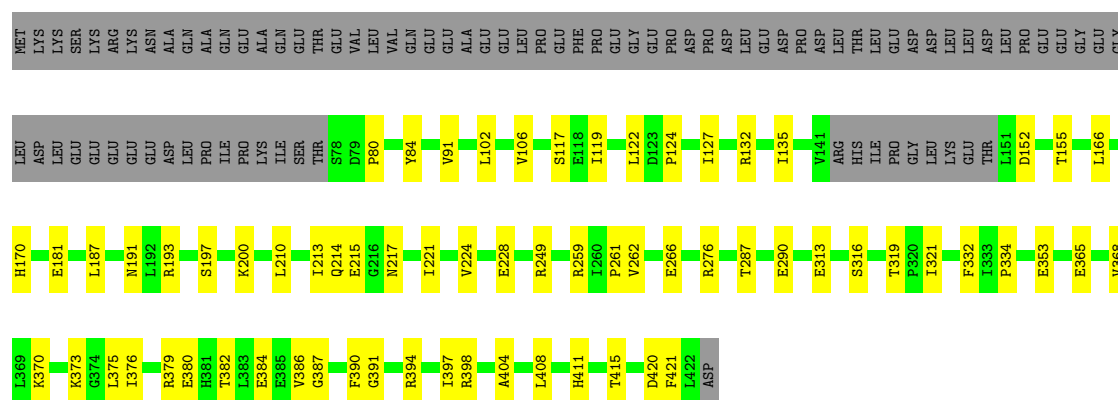 MET LYS LYS SER LYS ARG LYS ASN ALA GLN ALA GLN GLU ALA GLN GLU THR GLU VAL LEU VAL GLN GLU GLU ALA GLU GLU LEU PRO GLU PHE PRO GLU GLY GLU PRO ASP PRO ASP LEU GLU ASP PRO ASP LEU THR LEU GLU ASP ASP LEU LEU ASP LEU PRO GLU GLU GLY GLU GLY
LEU ASP LEU GLU GLU GLU GLU GLU ASP LEU PRO ILE PRO LYS ILE SER THR S78 D79 P80 Y84 V91 L102 V106 S117 E118 I119 L122 D123 P124 I127 R132 I135 V141 ARG HIS ILE PRO GLY LEU LYS GLU THR L151 D152 T155 L166
H170 E181 L187 N191 L192 R193 S197 K200 L210 I213 Q214 E215 G216 N217 I221 V224 E228 R249 R259 I260 P261 V262 E266 R276 T287 E290 E313 S316 T319 P320 I321 F332 I333 P334 E353 E365 V368
L369 K370 K373 G374 L375 I376 R379 E380 H381 T382 L383 E384 E385 V386 G387 F390 G391 R394 I397 R398 A404 L408 H411 T415 D420 F421 L422 ASP